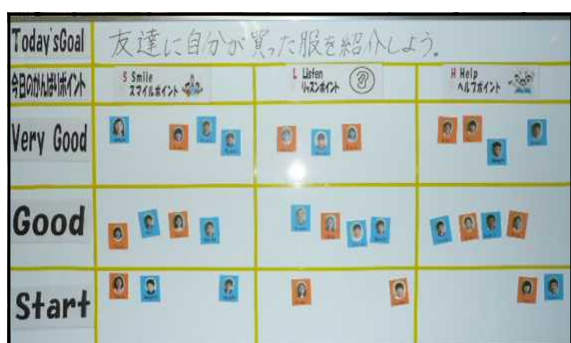 Today'sGoal 友達に自分が買った服を紹介しよう。
今日のがんばりポイント S Smile L Listen H Help
スマイルポイント リッスンポイント ヘルプポイント
Very Good
Good
Start